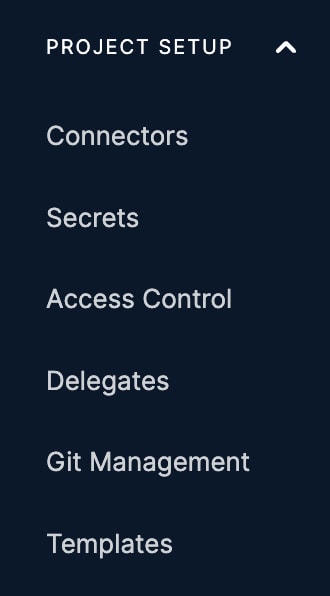 PROJECT SETUP
Connectors
Secrets
Access Control
Delegates
Git Management
Templates